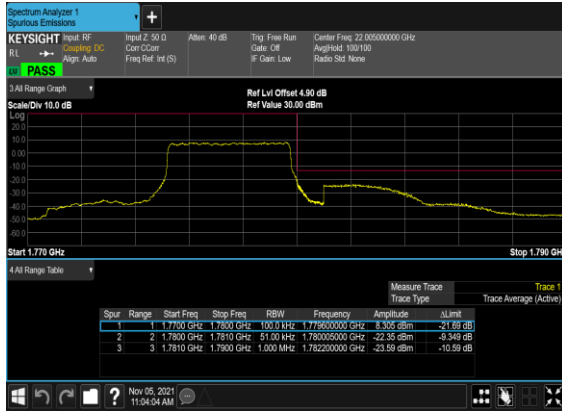 Spectrum Analyzer 1
Spurious Emissions
KEYSIGHT Input: RF Input Z: 50 Ω Atten: 40 dB Trig: Free Run Center Freq: 22.005000000 GHz
RL Coupling: DC Corr CCorr Gate: Off Avg|Hold: 100/100
Align: Auto Freq Ref: Int (S) IF Gain: Low Radio Std: None
PASS
3 All Range Graph
Ref Lvl Offset 4.90 dB
Scale/Div 10.0 dB Ref Value 30.00 dBm
Log
20.0
10.0
0.00
-10.0
-20.0
-30.0
-40.0
-50.0
-60.0
Start 1.770 GHz Stop 1.790 GH
4 All Range Table
Measure Trace Trace 1
Trace Type Trace Average (Active)
Spur Range Start Freq Stop Freq RBW Frequency Amplitude ΔLimit
1 1 1.7700 GHz 1.7800 GHz 100.0 kHz 1.779600000 GHz 8.305 dBm -21.69 dB
2 2 1.7800 GHz 1.7810 GHz 51.00 kHz 1.780005000 GHz -22.35 dBm -9.349 dB
3 3 1.7810 GHz 1.7900 GHz 1.000 MHz 1.782200000 GHz -23.59 dBm -10.59 dB
Nov 05, 2021
11:04:04 AM